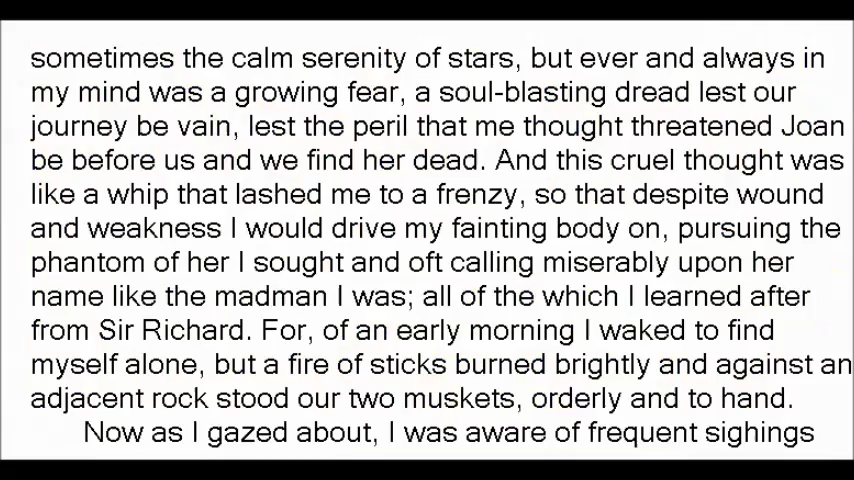 sometimes the calm serenity of stars, but ever and always in
my mind was a growing fear, a soul-blasting dread lest our
journey be vain, lest the peril that me thought threatened Joan
be before us and we find her dead. And this cruel thought was
like a whip that lashed me to a frenzy, so that despite wound
and weakness I would drive my fainting body on, pursuing the
phantom of her I sought and oft calling miserably upon her
name like the madman I was; all of the which I learned after
from Sir Richard. For, of an early morning I waked to find
myself alone, but a fire of sticks burned brightly and against an
adjacent rock stood our two muskets, orderly and to hand.
Now as I gazed about, I was aware of frequent sighings